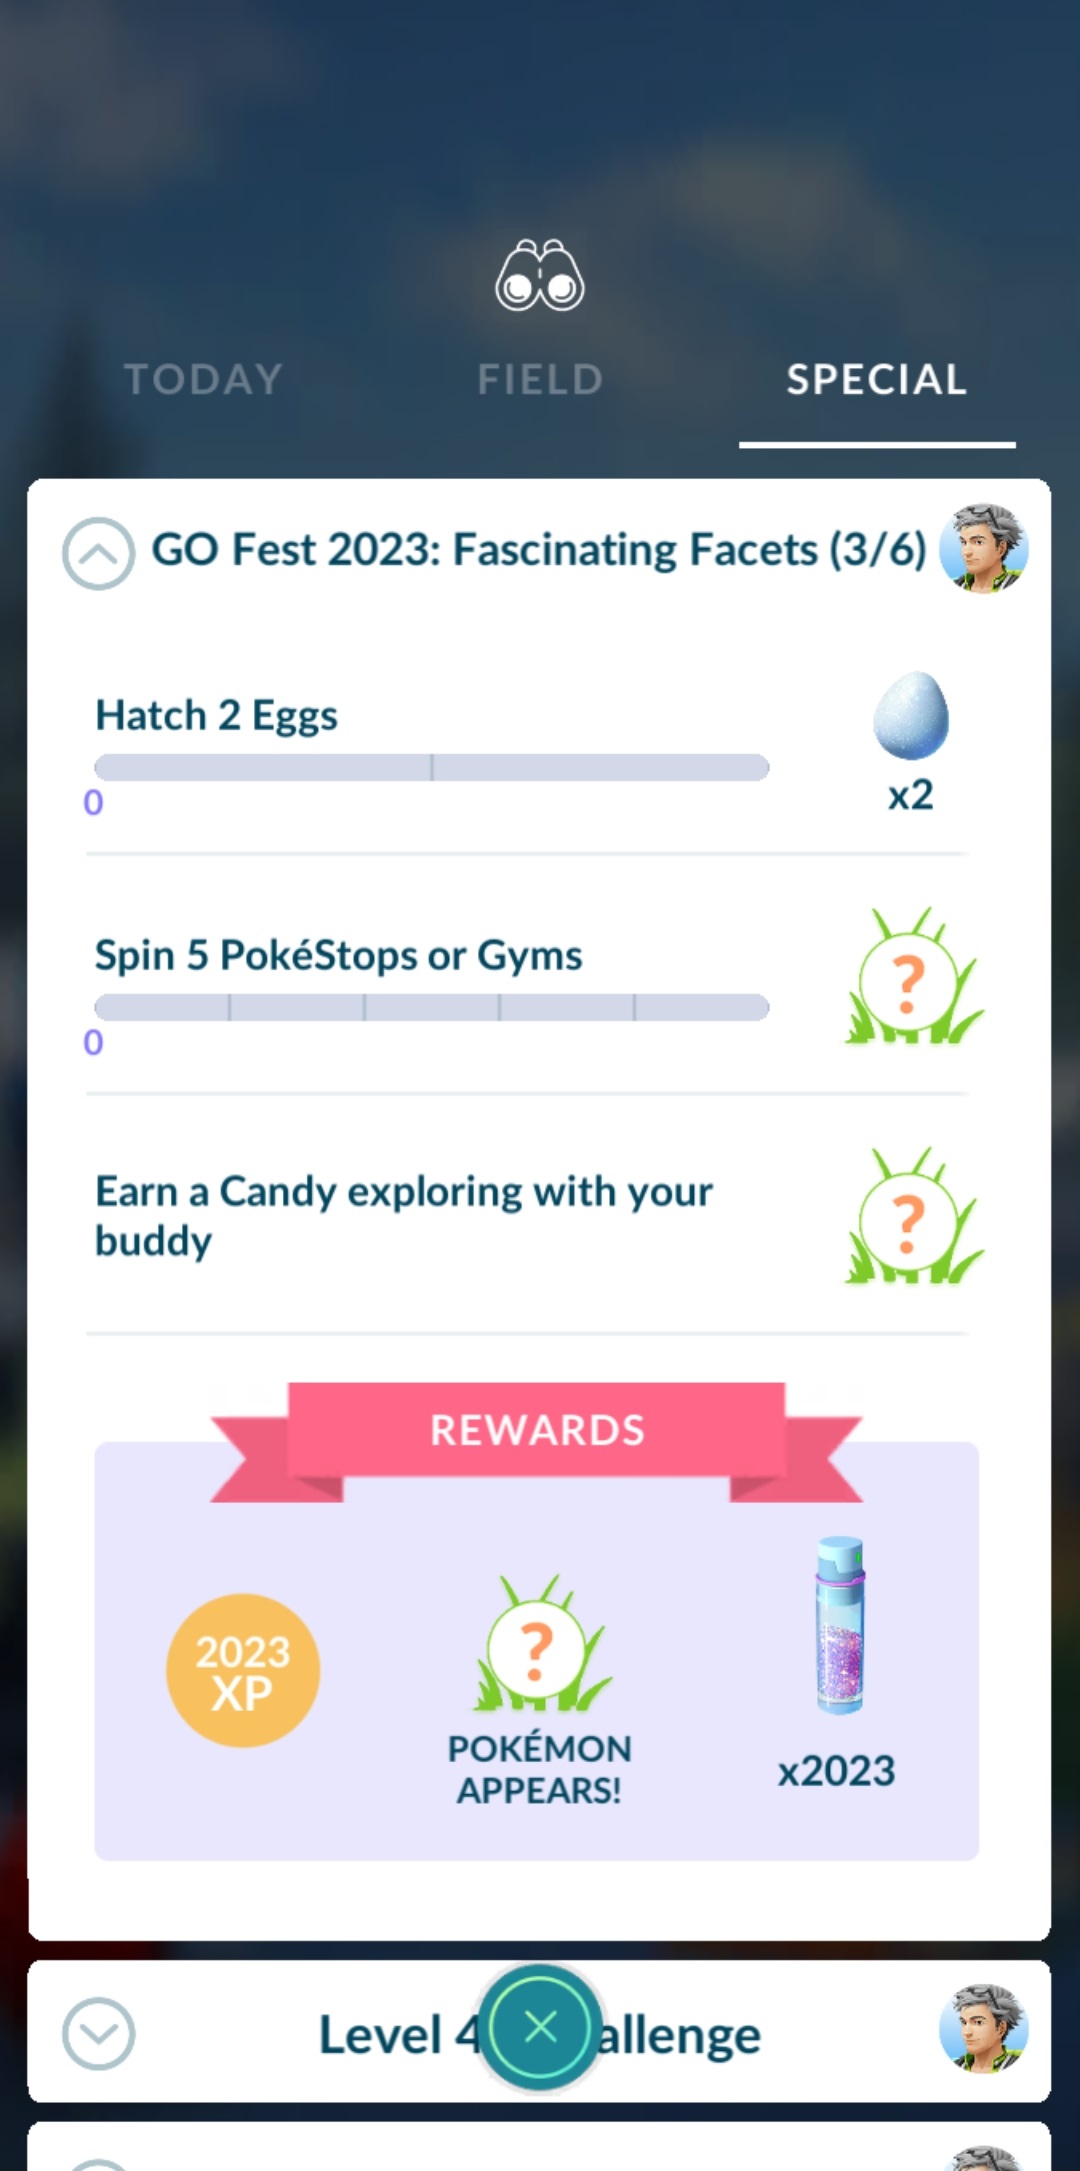 TODAY
FIELD
SPECIAL
GO Fest 2023: Fascinating Facets (3/6)
Hatch 2 Eggs
0
x2
Spin 5 PokéStops or Gyms
0
?
Earn a Candy exploring with your
buddy
?
REWARDS
2023
XP
?
POKÉMON
APPEARS!
x2023
Level 4 allenge